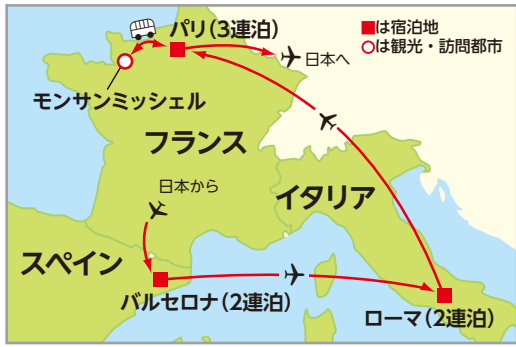 パリ（3連泊）
■は宿泊地
○は観光・訪問都市
日本へ
モンサンミッシェル
フランス
日本から
イタリア
スペイン
バルセロナ（2連泊）
ローマ（2連泊）